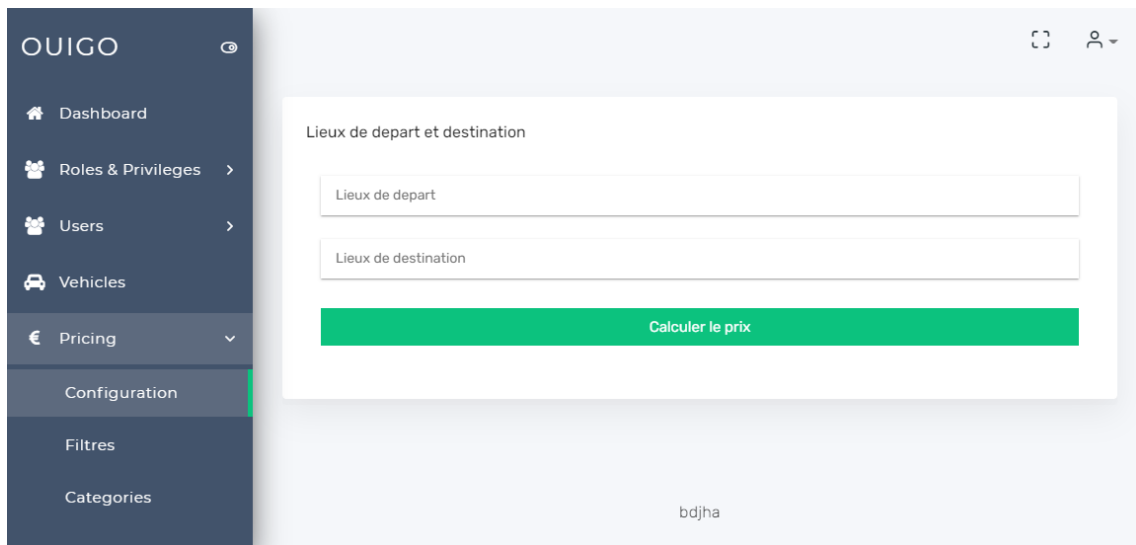 OUIGO
Dashboard
Roles & Privileges
Users
Vehicles
€ Pricing
Configuration
Filtres
Categories
Lieux de depart et destination
Lieux de depart
Lieux de destination
Calculer le prix
bdjha